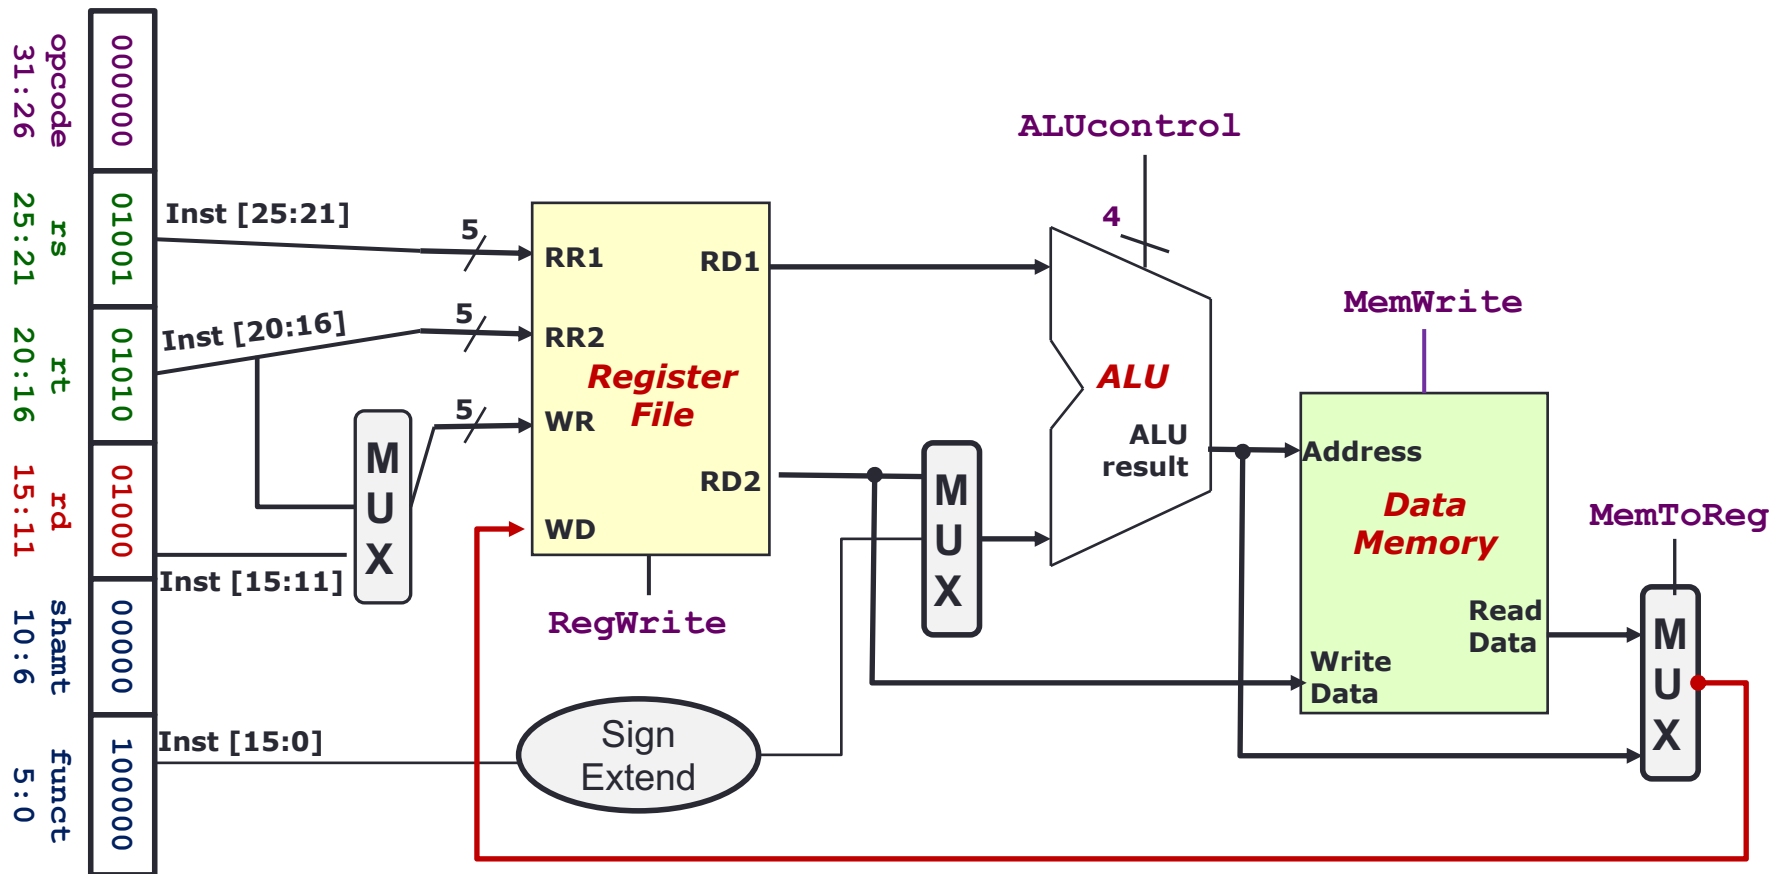 opcode
31:26
000000
rs
25:21
01001
rt
20:16
01010
rd
15:11
01000
shamt
10:6
00000
funct
5:0
100000
Inst [25:21]
5
Inst [20:16]
5
5
M
U
X
Inst [15:11]
Inst [15:0]
RR1
RD1
RR2
Register
File
WR
RD2
WD
RegWrite
Sign
Extend
M
U
X
ALUcontrol
4
ALU
ALU
result
MemWrite
Address
Data
Memory
Read
Data
Write
Data
MemToReg
M
U
X